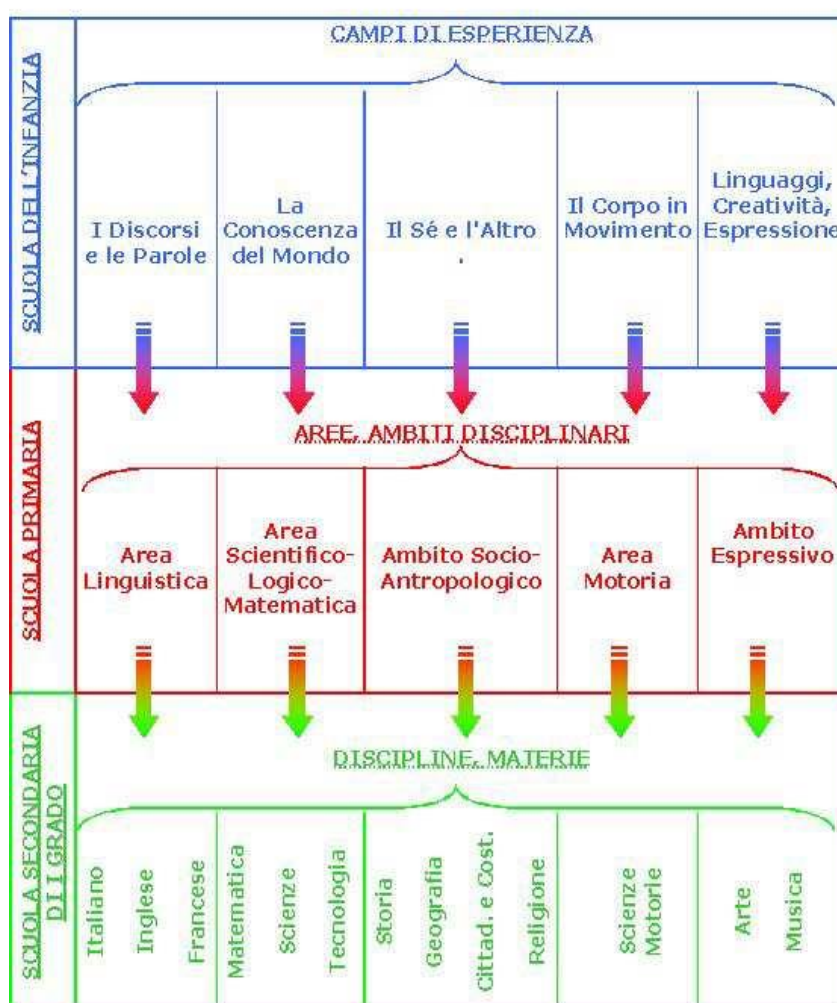 SCUOLA DELL'INFANZIA
CAMPI DI ESPERIENZA
I Discorsi
e le Parole
La
Conoscenza
del Mondo
Il Sé e l'Altro
.
Il Corpo in
Movimento
Linguaggi,
Creatività,
Espressione
SCUOLA PRIMARIA
AREE, AMBITI DISCIPLINARI
Area
Linguistica
Area
Scientifico-
Logico-
Matematica
Ambito Socio-
Antropologico
Area
Motoria
Ambito
Espressivo
SCUOLA SECONDARIA
DI I GRADO
DISCIPLINE, MATERIE
Italiano
Inglese
Francese
Matematica
Scienze
Tecnologia
Storia
Geografia
Cittad. e Cost.
Religione
Scienze
Motorie
Arte
Musica